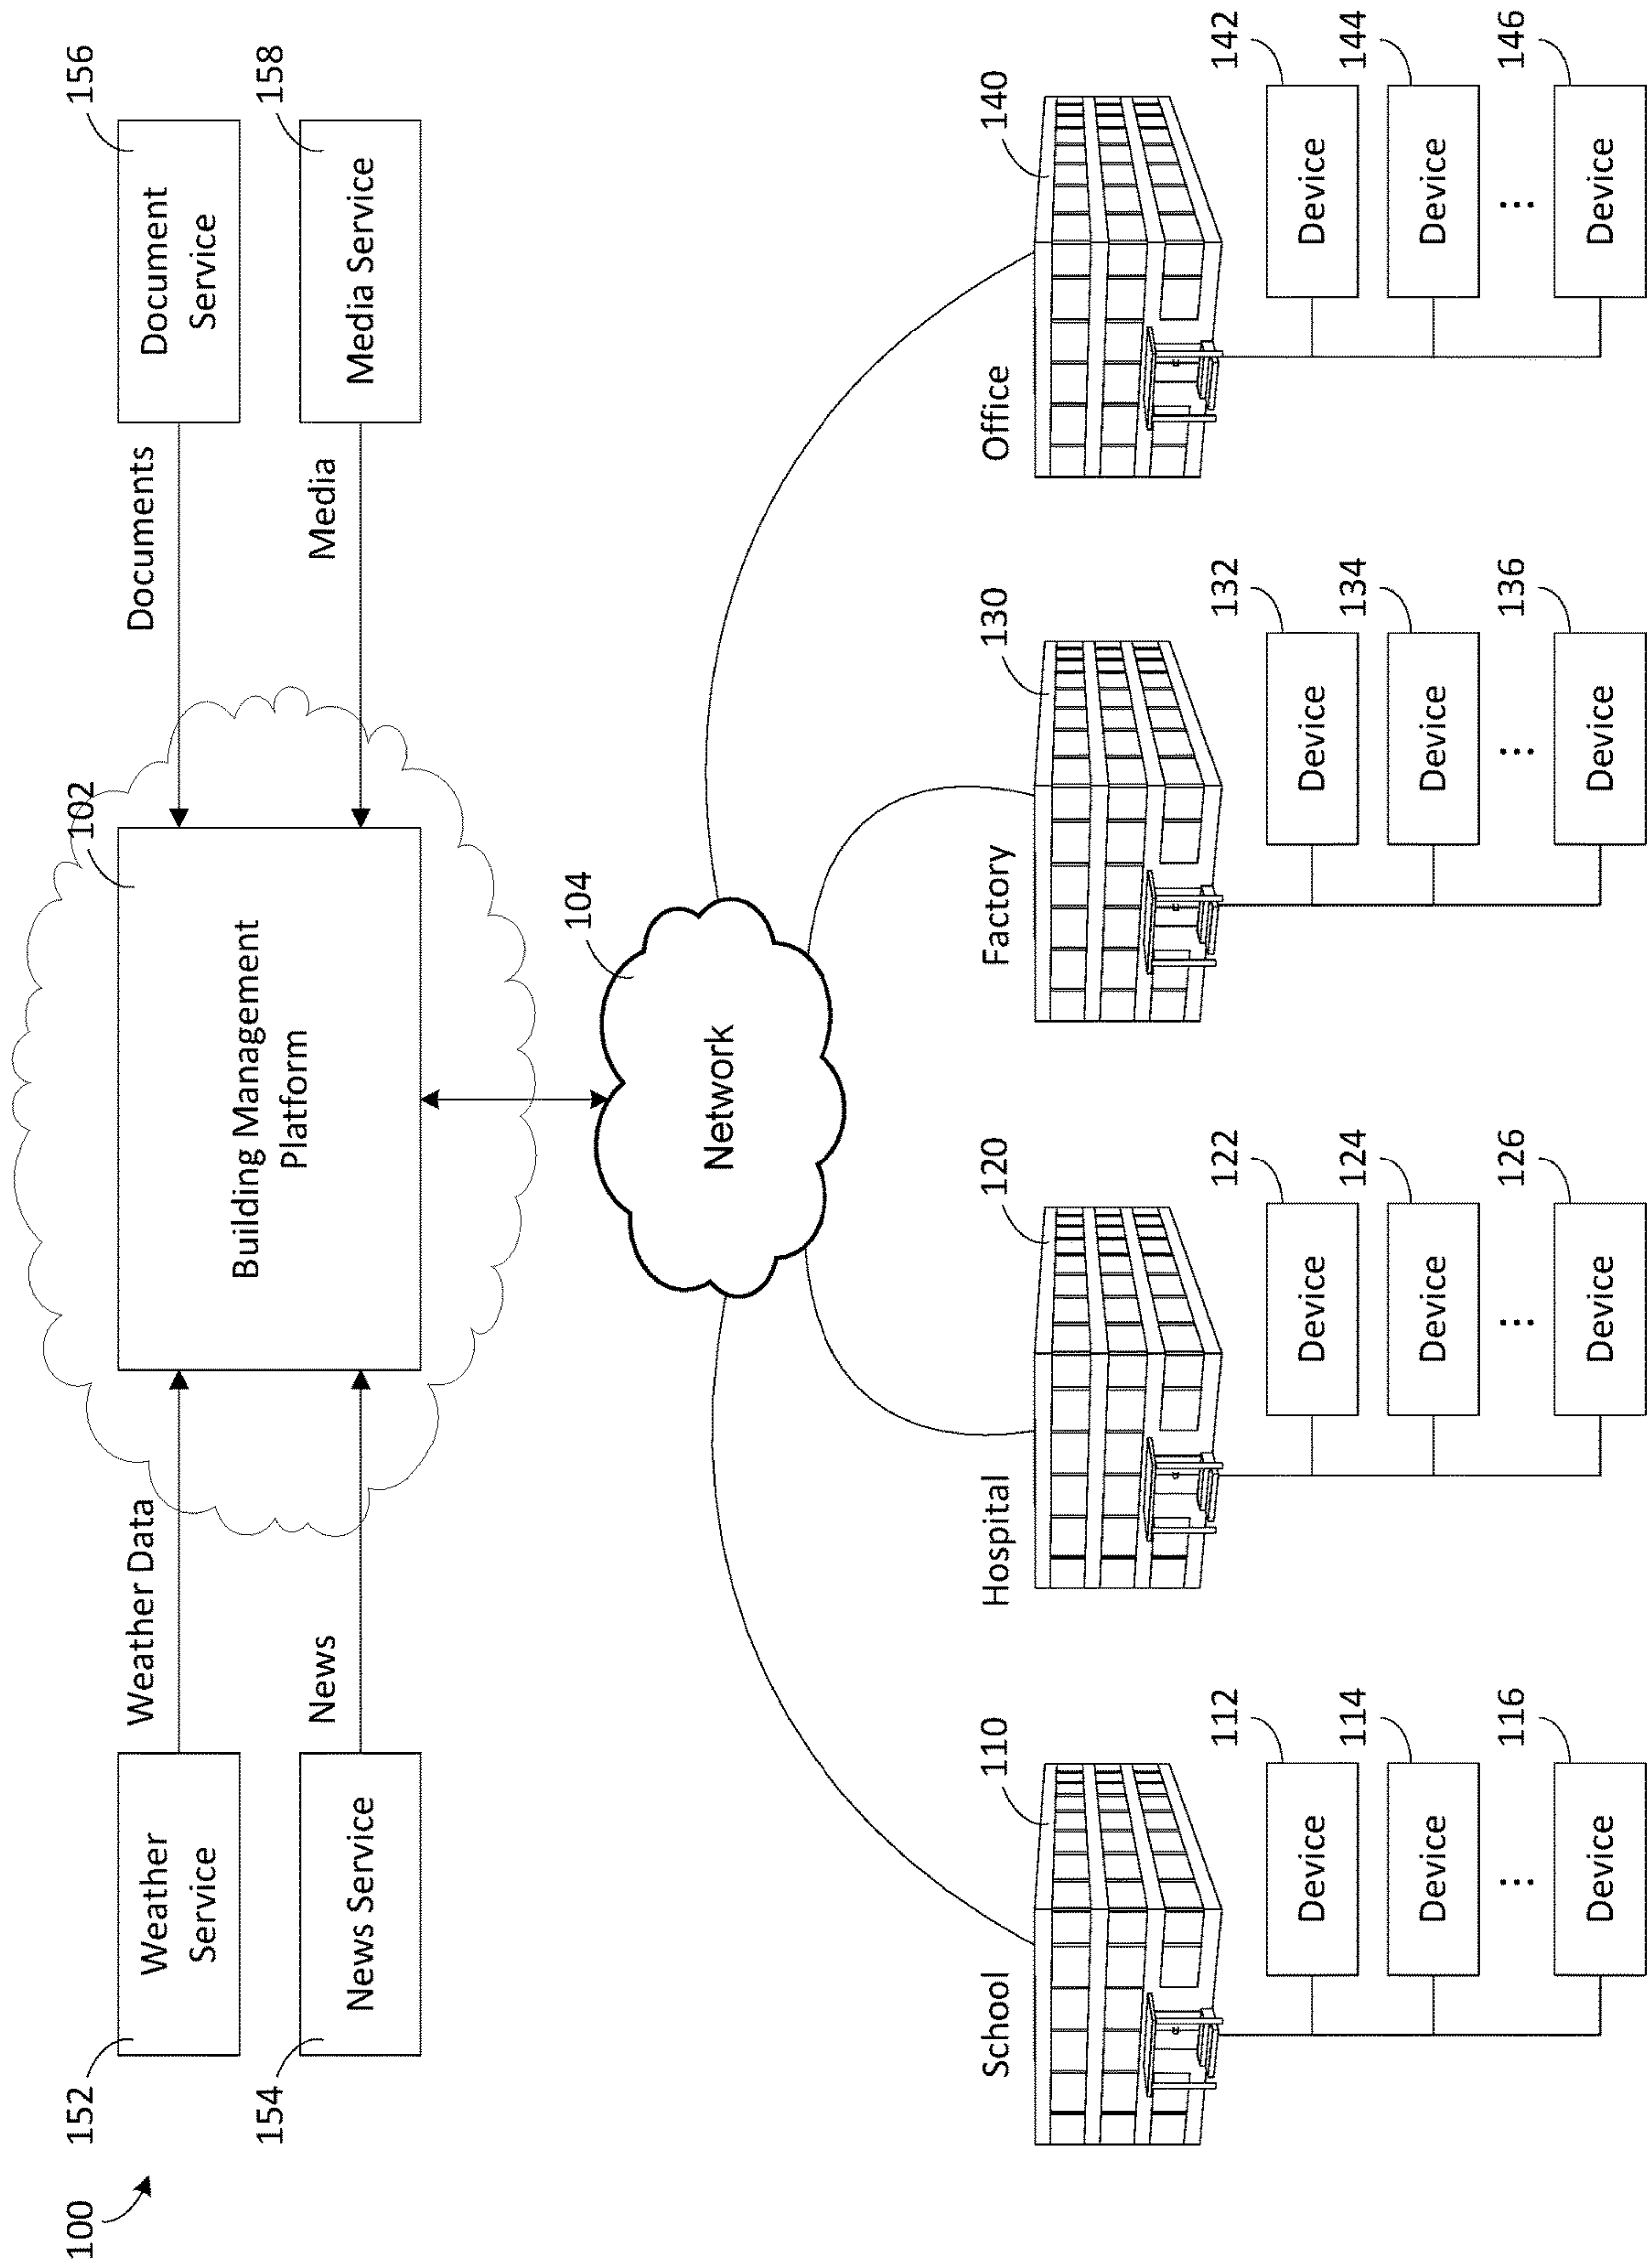 100
152
Weather
Service
Weather Data
102
Documents
Document
Service
156
154
News Service
News
Building Management
Platform
Media
Media Service
158
104
Network
School
110
Hospital
120
Factory
130
Office
140
112
Device
122
Device
132
Device
142
Device
114
Device
124
Device
134
Device
144
Device
...
...
...
...
116
Device
126
Device
136
Device
146
Device